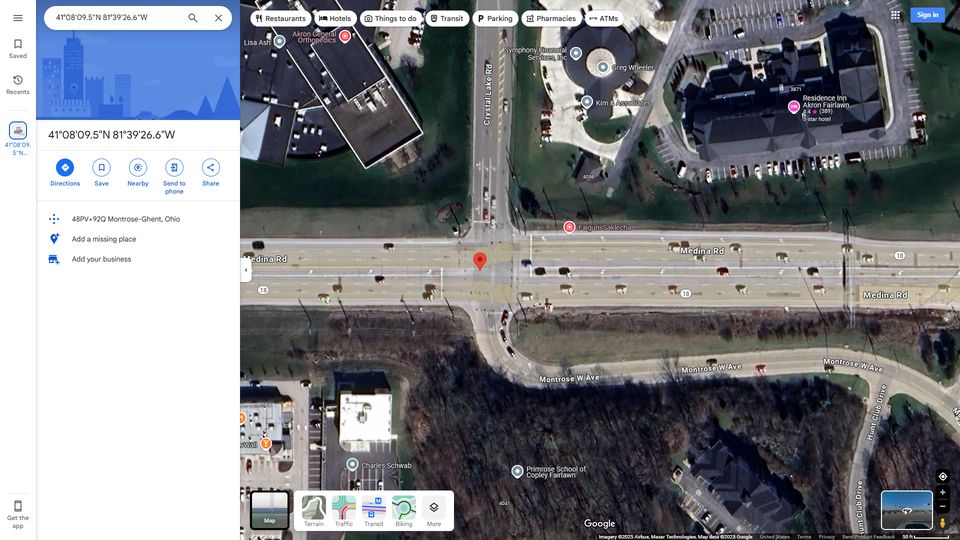 41°08'09.5"N 81°39'26.6"W
Restaurants
Hotels
Things to do
Transit
Parking
Pharmacies
ATMs
Sign in
Saved
Recents
41°08'09.
5"N...
Get the
app
41°08'09.5"N 81°39'26.6"W
Directions
Save
Nearby
Send to
phone
Share
48PV+92Q Montrose-Ghent, Ohio
Add a missing place
Add your business
Lisa Ash
Akron General
Orthopedics
Crystal Lake Rd
Symphony Financial
Services, Inc
Greg Wheeler
Kim & Associates
4094
3871
Residence Inn
Akron Fairlawn
4.4 (389)
3-star hotel
Falguni Saklecha
Medina Rd
Medina Rd
18
18
18
Medina Rd
Montrose W Ave
Montrose W Ave
Montrose W Ave
Hunt Club Drive
Hunt Club Drive
Charles Schwab
Primrose School of
Copley Fairlawn
4041
Map
Terrain
Traffic
Transit
Biking
More
Google
Imagery ©2025 Airbus, Maxar Technologies, Map data ©2025 Google
United States
Terms
Privacy
Send Product Feedback
50 ft